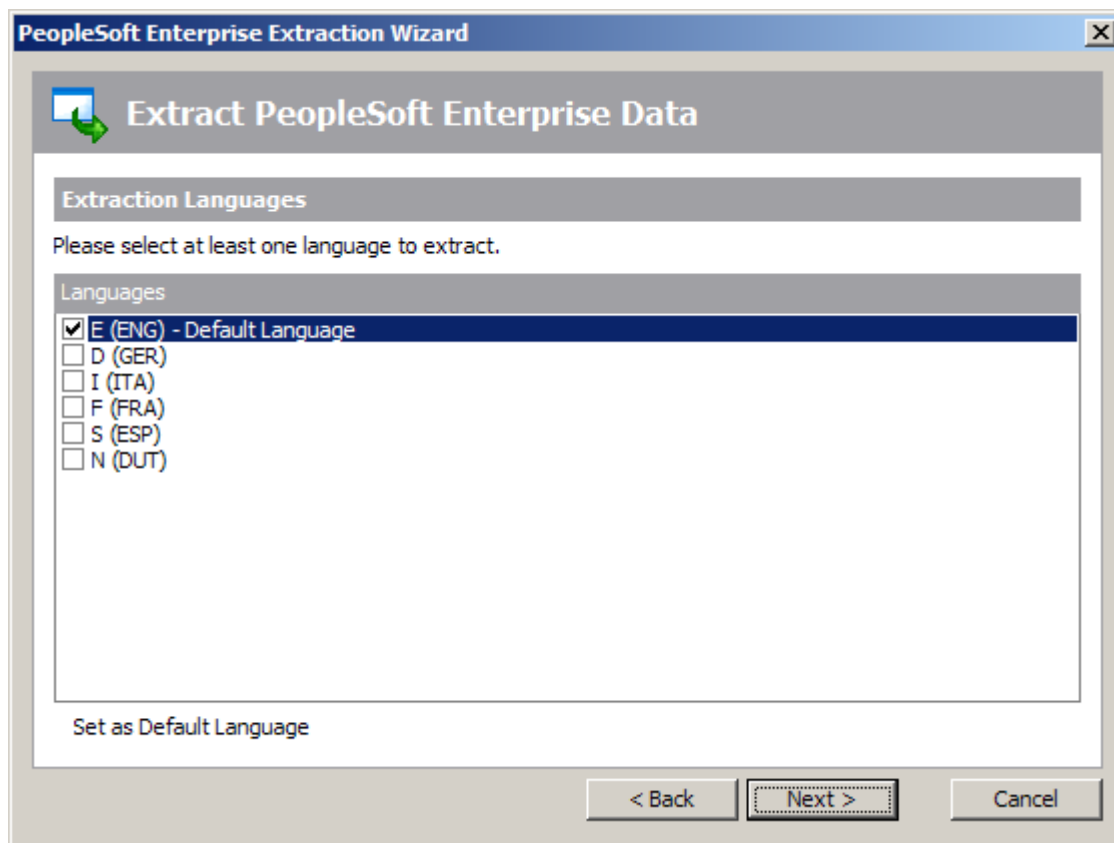 PeopleSoft Enterprise Extraction Wizard
Extract PeopleSoft Enterprise Data
Extraction Languages
Please select at least one language to extract.
Languages
E (ENG) - Default Language
D (GER)
I (ITA)
F (FRA)
S (ESP)
N (DUT)
Set as Default Language
< Back Next > Cancel